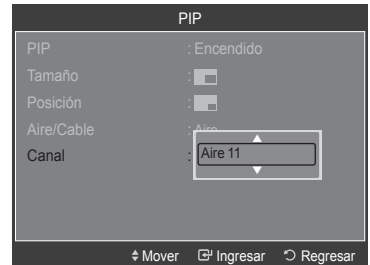 PIP
PIP : Encendido
Tamaño :
Posición :
Aire/Cable : Aire
Canal : Aire 11
Mover Ingresar Regresar